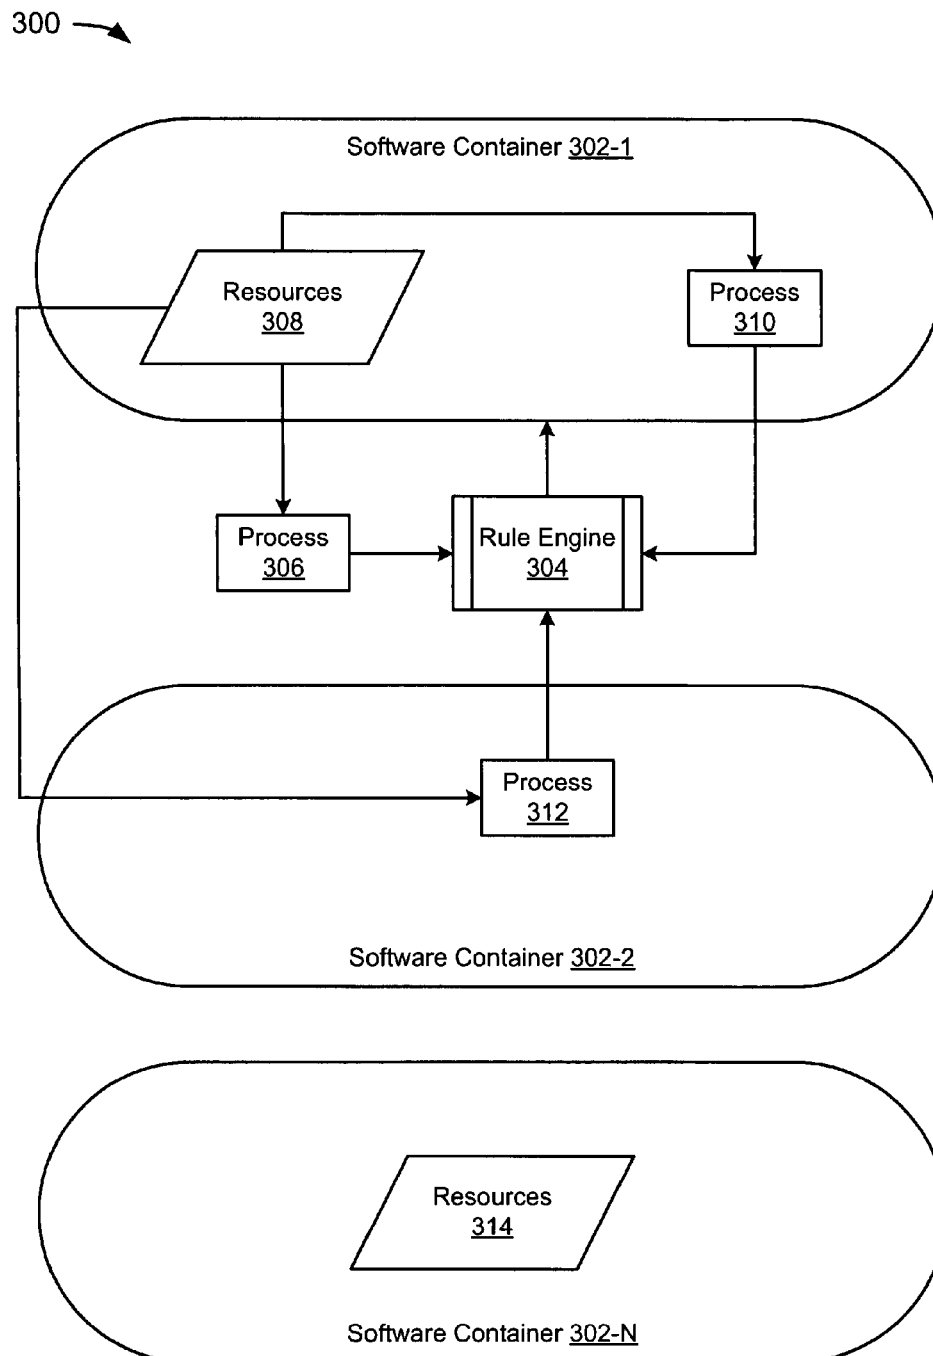 300
Software Container 302-1
Resources
308
Process
310
Process
306
Rule Engine
304
Process
312
Software Container 302-2
Resources
314
Software Container 302-N